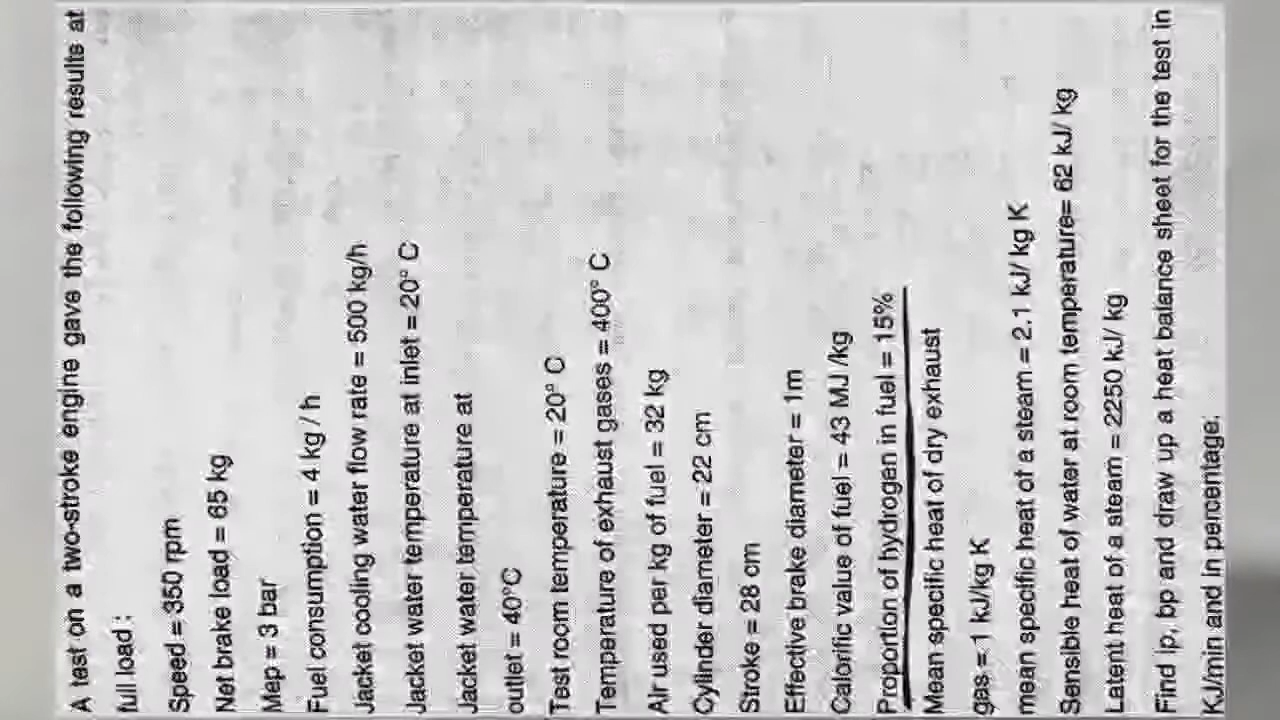 A test on a two-stroke engine gave the following results at
full load :
Speed = 350 rpm
Net brake load = 65 kg
Mep = 3 bar
Fuel consumption = 4 kg / h
Jacket cooling water flow rate = 500 kg/h
Jacket water temperature at inlet = 20° C
Jacket water temperature at
outlet = 40°C
Test room temperature = 20° C
Temperature of exhaust gases = 400° C
Air used per kg of fuel = 32 kg
Cylinder diameter = 22 cm
Stroke = 28 cm
Effective brake diameter = 1m
Calorific value of fuel = 43 MJ /kg
Proportion of hydrogen in fuel = 15%
Mean specific heat of dry exhaust
gas = 1 kJ/kg K
mean specific heat of a steam = 2.1 kJ/ kg K
Sensible heat of water at room temperature= 62 kJ/ kg
Latent heat of a steam = 2250 kJ/ kg
Find Ip, bp and draw up a heat balance sheet for the test in
KJ/min and in percentage.